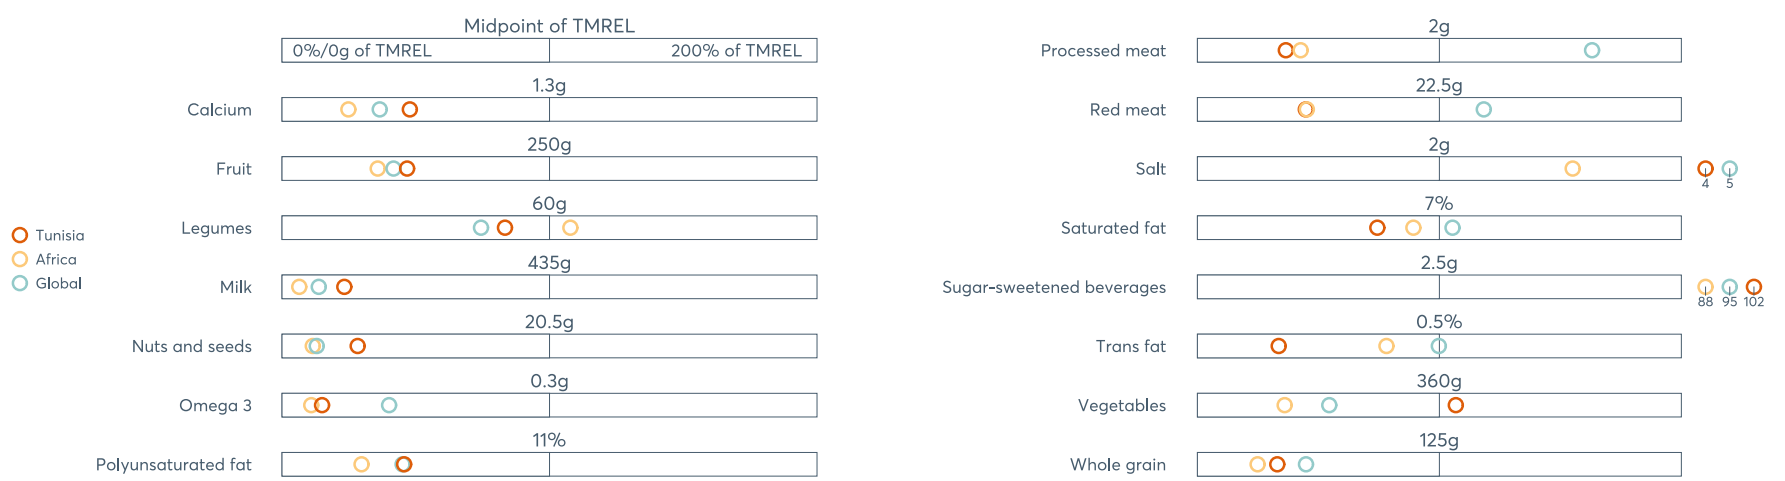 Midpoint of TMREL
0%/0g of TMREL 200% of TMREL
Calcium 1.3g
Fruit 250g
Legumes 60g
Milk 435g
Nuts and seeds 20.5g
Omega 3 0.3g
Polyunsaturated fat 11%
Tunisia
Africa
Global
Processed meat 2g
Red meat 22.5g
Salt 2g
4 5
Saturated fat 7%
Sugar-sweetened beverages 2.5g
88 95 102
Trans fat 0.5%
Vegetables 360g
Whole grain 125g